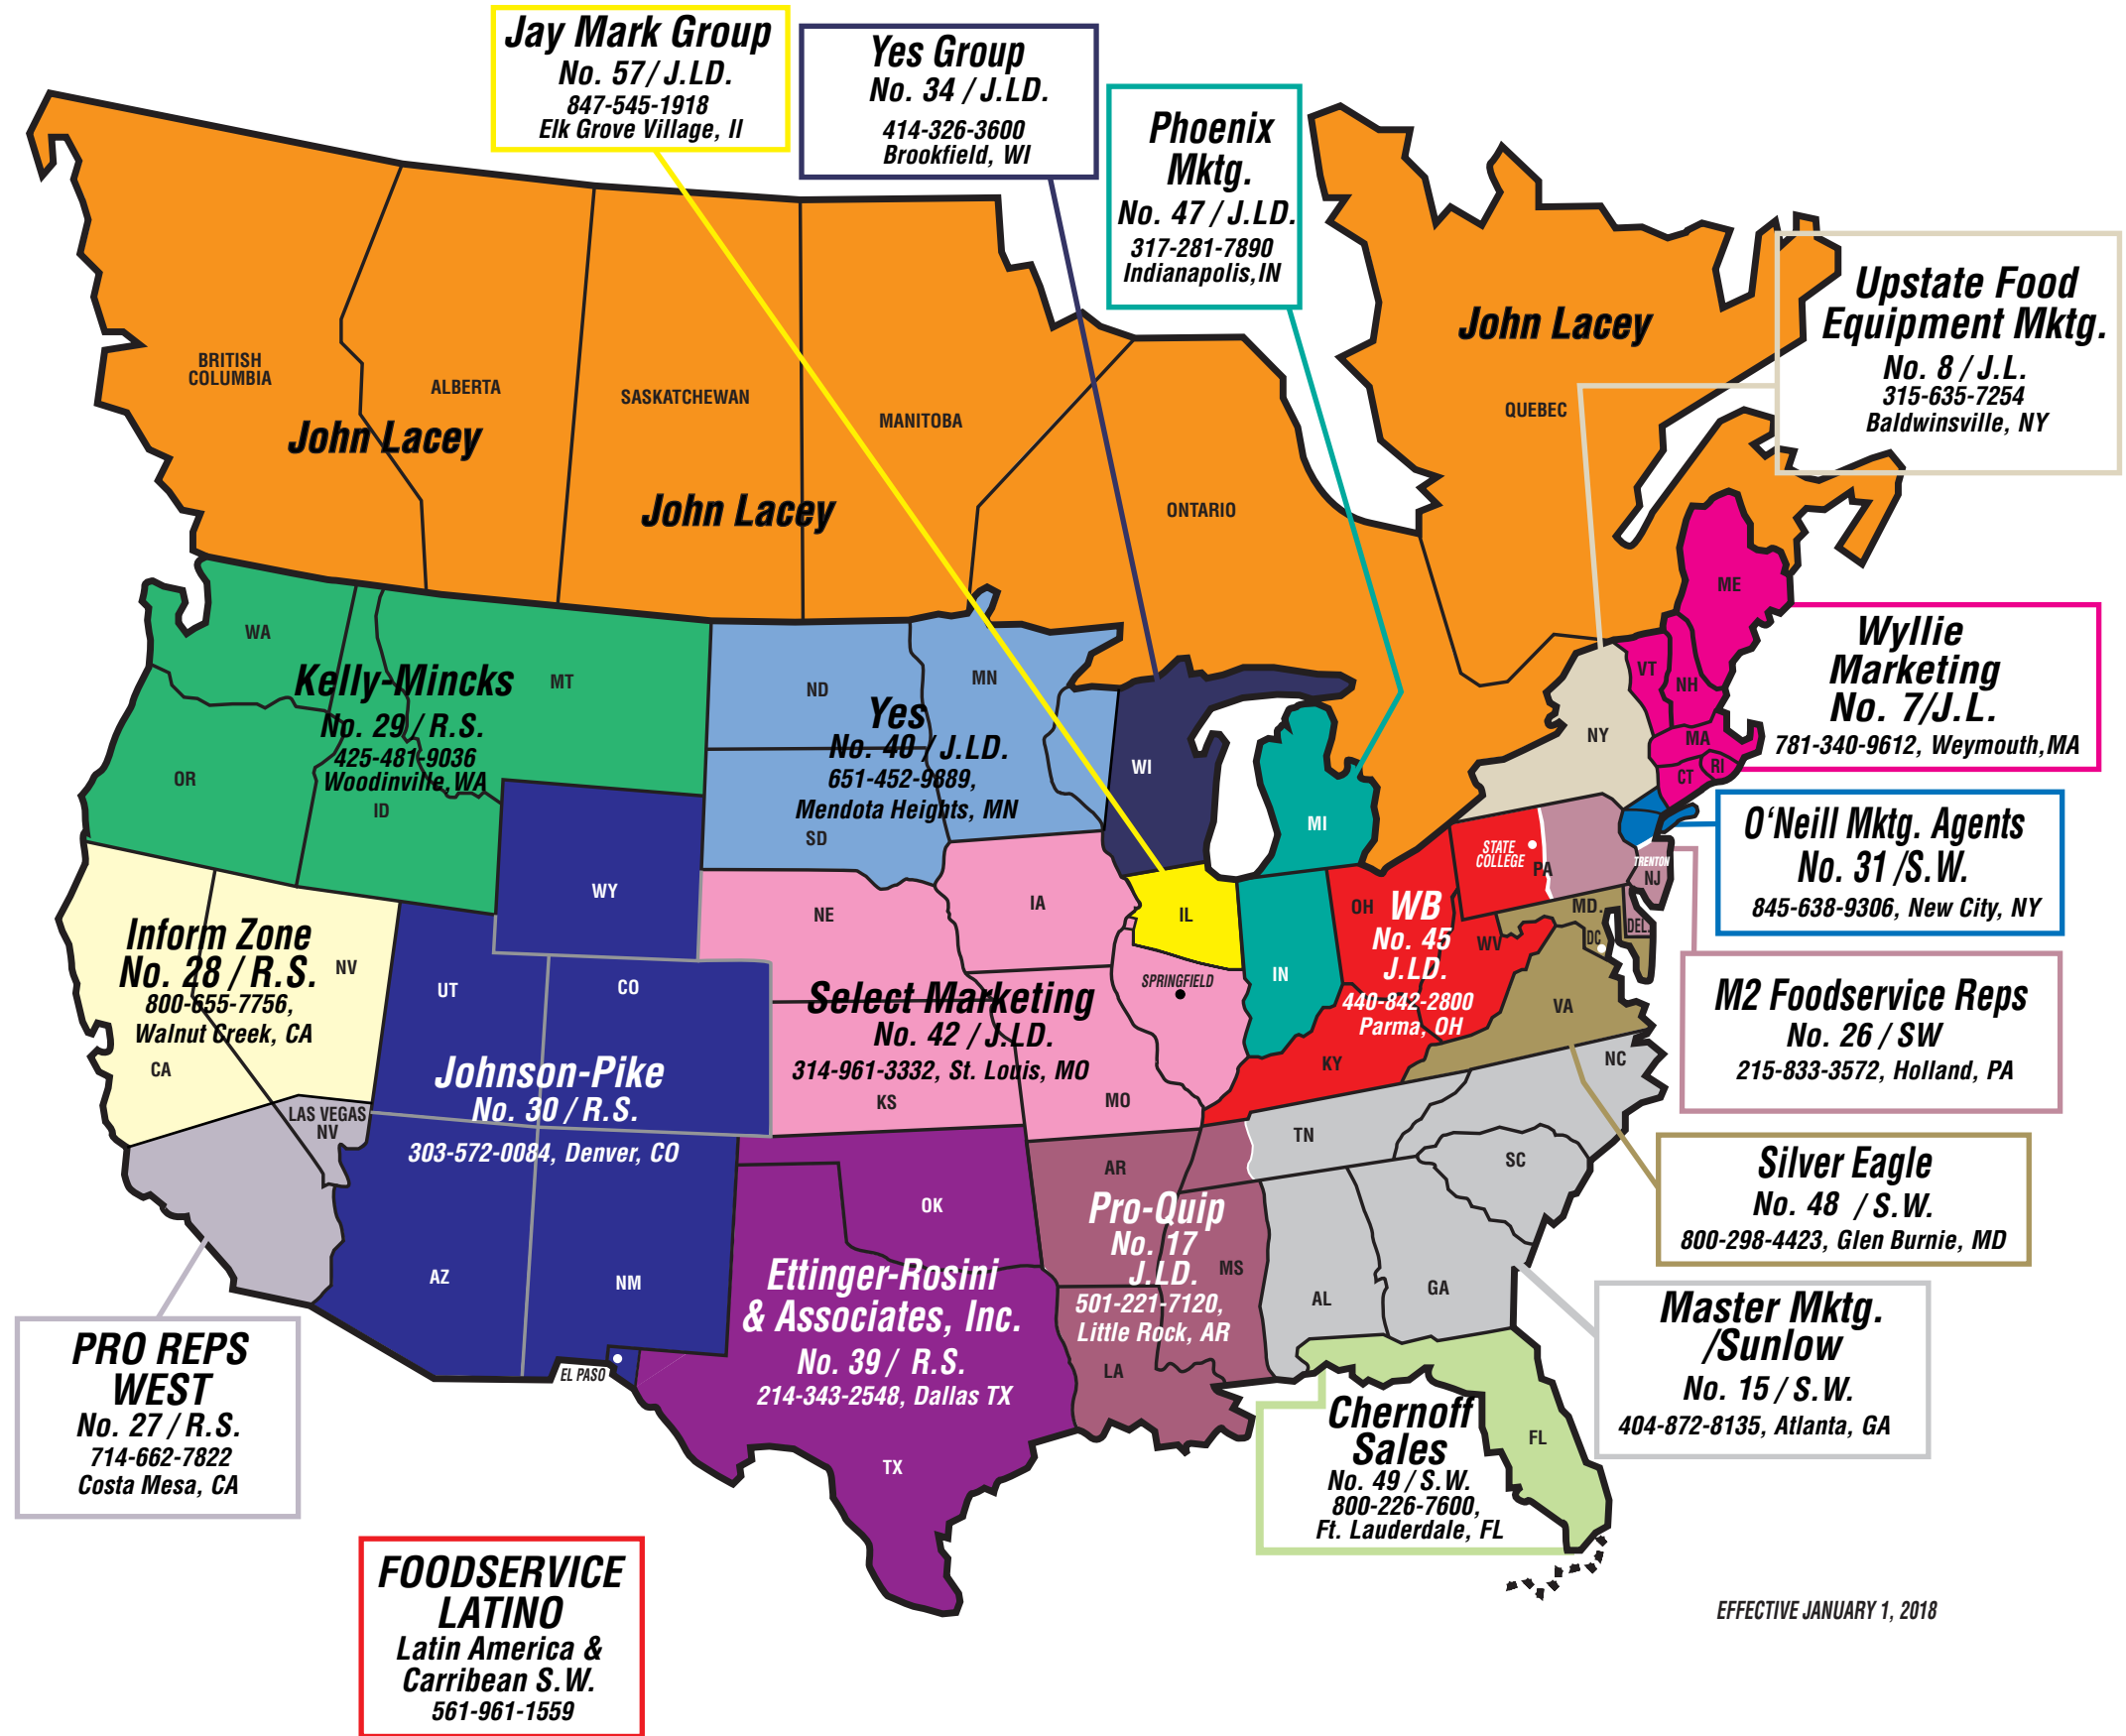 Jay Mark Group
No. 57 / J.LD.
847-545-1918
Elk Grove Village, Il
Yes Group
No. 34 / J.LD.
414-326-3600
Brookfield, WI
Phoenix
Mktg.
No. 47 / J.LD.
317-281-7890
Indianapolis,IN
Upstate Food
Equipment Mktg.
No. 8 / J.L.
315-635-7254
Baldwinsville, NY
John Lacey
QUEBEC
BRITISH
COLUMBIA
ALBERTA
SASKATCHEWAN
MANITOBA
John Lacey
John Lacey
ONTARIO
WA
Kelly-Mincks
No. 29 / R.S.
425-481-9036
Woodinville,WA
MT
OR
ID
ND
MN
Yes
No. 40 / J.LD.
651-452-9889,
Mendota Heights, MN
SD
WI
MI
ME
VT
NH
NY
MA
CT
RI
Wyllie
Marketing
No. 7/J.L.
781-340-9612, Weymouth,MA
O'Neill Mktg. Agents
No. 31 /S.W.
845-638-9306, New City, NY
STATE
COLLEGE
PA
TRENTON
NJ
MD.
DEL.
DC
M2 Foodservice Reps
No. 26 / SW
215-833-3572, Holland, PA
WY
NE
IA
IL
IN
OH
WB
No. 45
J.LD.
440-842-2800
Parma, OH
WV
VA
KY
Inform Zone
No. 28 / R.S.
800-655-7756,
Walnut Creek, CA
NV
CA
UT
CO
Johnson-Pike
No. 30 / R.S.
303-572-0084, Denver, CO
SPRINGFIELD
Select Marketing
No. 42 / J.LD.
314-961-3332, St. Louis, MO
KS
MO
LAS VEGAS
NV
NC
TN
SC
Silver Eagle
No. 48 / S.W.
800-298-4423, Glen Burnie, MD
AZ
NM
EL PASO
OK
Ettinger-Rosini
& Associates, Inc.
No. 39 / R.S.
214-343-2548, Dallas TX
TX
AR
Pro-Quip
No. 17
J.LD.
501-221-7120,
Little Rock, AR
MS
LA
AL
GA
Master Mktg.
/Sunlow
No. 15 / S.W.
404-872-8135, Atlanta, GA
PRO REPS
WEST
No. 27 / R.S.
714-662-7822
Costa Mesa, CA
Chernoff
Sales
No. 49 / S.W.
800-226-7600,
Ft. Lauderdale, FL
FL
FOODSERVICE
LATINO
Latin America &
Carribean S.W.
561-961-1559
EFFECTIVE JANUARY 1, 2018